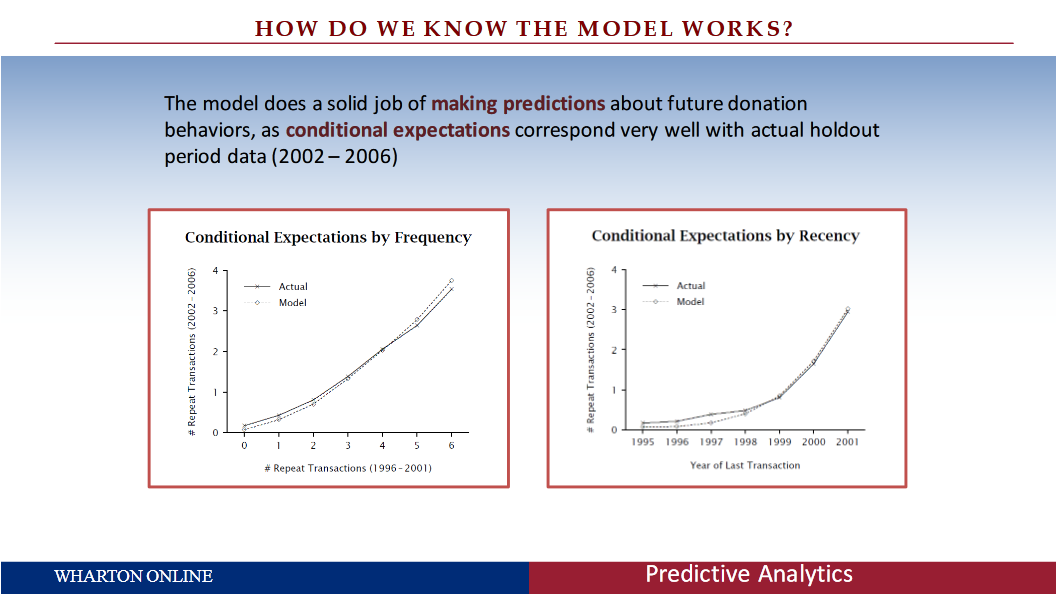 HOW DO WE KNOW THE MODEL WORKS?
The model does a solid job of making predictions about future donation
behaviors, as conditional expectations correspond very well with actual holdout
period data (2002 – 2006)
Conditional Expectations by Frequency
# Repeat Transactions (2002–2006)
4
3
2
1
0
Actual
Model
0 1 2 3 4 5 6
# Repeat Transactions (1996–2001)
Conditional Expectations by Recency
# Repeat Transactions (2002–2006)
4
3
2
1
0
Actual
Model
1995 1996 1997 1998 1999 2000 2001
Year of Last Transaction
WHARTON ONLINE
Predictive Analytics